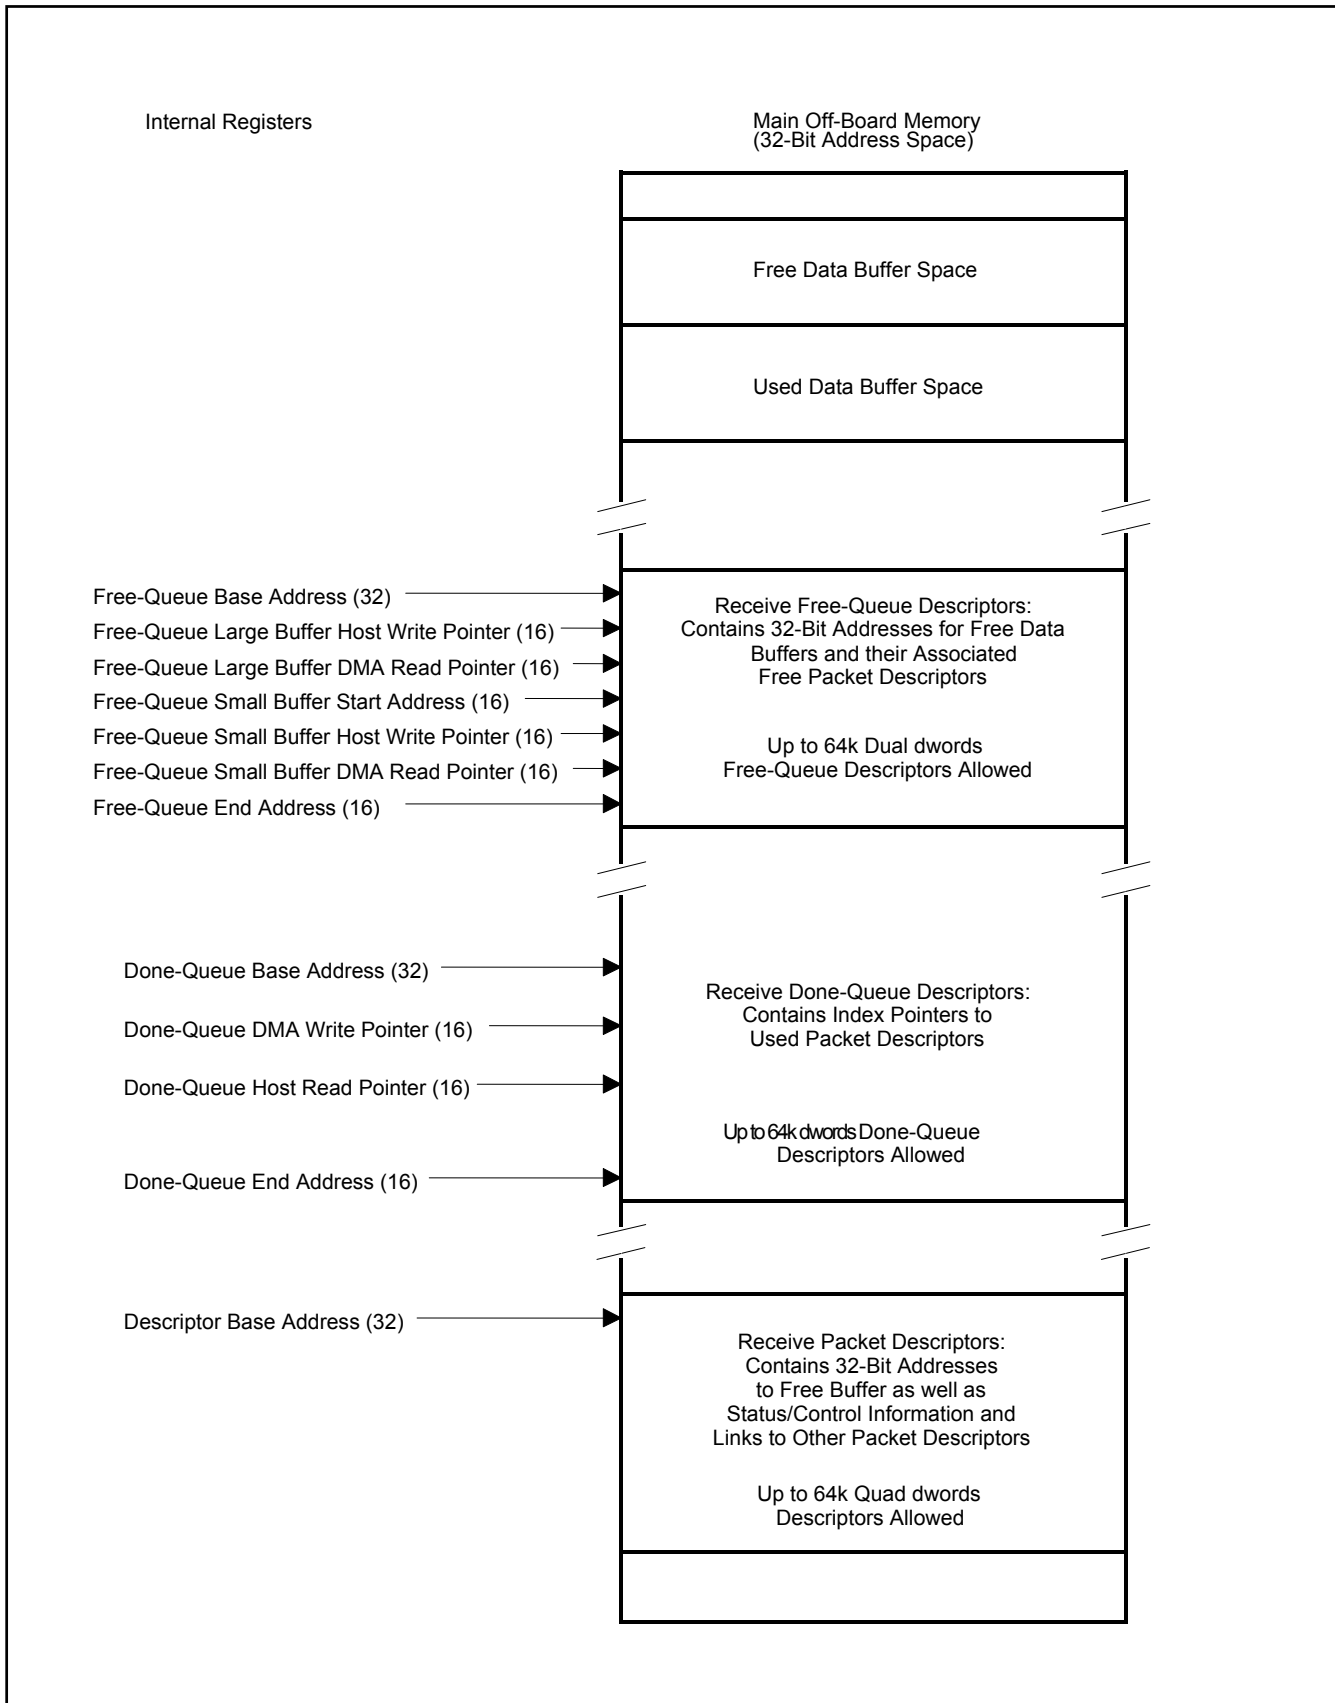 Internal Registers
Main Off-Board Memory
(32-Bit Address Space)
Free Data Buffer Space
Used Data Buffer Space
Free-Queue Base Address (32)
Free-Queue Large Buffer Host Write Pointer (16)
Free-Queue Large Buffer DMA Read Pointer (16)
Free-Queue Small Buffer Start Address (16)
Free-Queue Small Buffer Host Write Pointer (16)
Free-Queue Small Buffer DMA Read Pointer (16)
Free-Queue End Address (16)
Receive Free-Queue Descriptors:
Contains 32-Bit Addresses for Free Data
Buffers and their Associated
Free Packet Descriptors
Up to 64k Dual dwords
Free-Queue Descriptors Allowed
Done-Queue Base Address (32)
Done-Queue DMA Write Pointer (16)
Done-Queue Host Read Pointer (16)
Done-Queue End Address (16)
Receive Done-Queue Descriptors:
Contains Index Pointers to
Used Packet Descriptors
Up to 64k dwords Done-Queue
Descriptors Allowed
Descriptor Base Address (32)
Receive Packet Descriptors:
Contains 32-Bit Addresses
to Free Buffer as well as
Status/Control Information and
Links to Other Packet Descriptors
Up to 64k Quad dwords
Descriptors Allowed